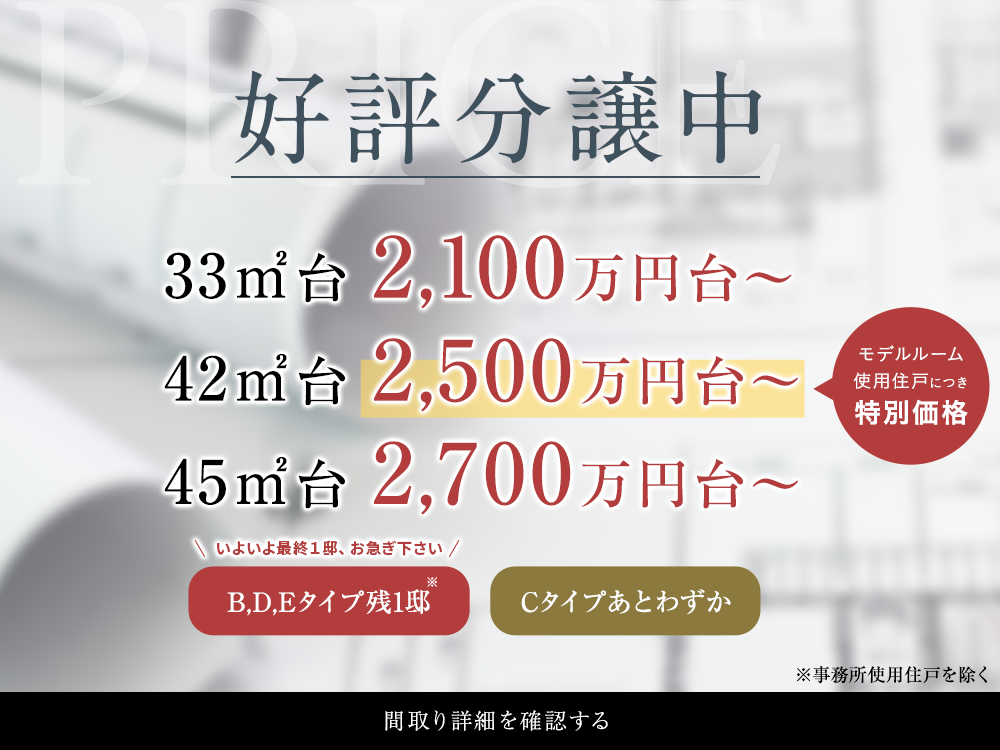 PRICE
好評分譲中
33㎡台 2,100万円台～
42㎡台 2,500万円台～
モデルルーム
使用住戸につき
特別価格
45㎡台 2,700万円台～
\ いよいよ最終1邸、お急ぎ下さい /
B,D,Eタイプ残1邸※
Cタイプあとわずか
※事務所使用住戸を除く
間取り詳細を確認する